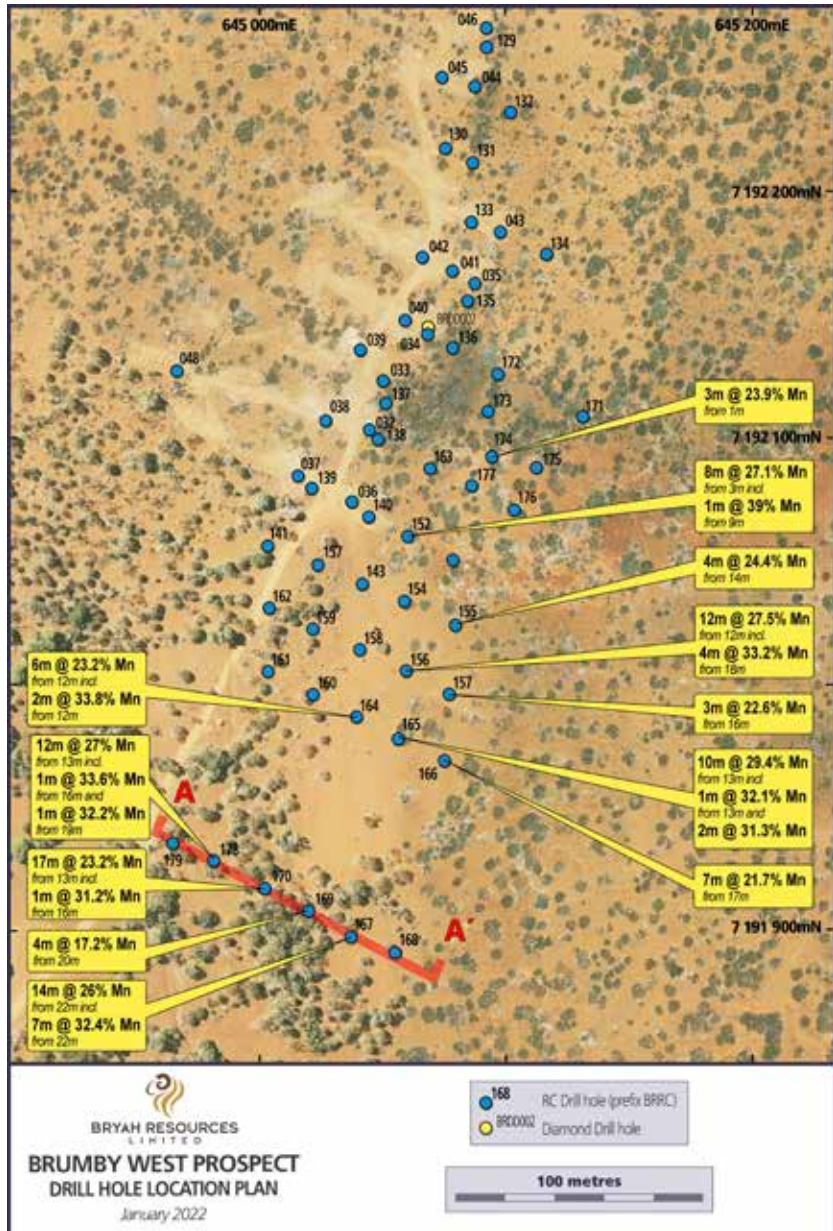 645 000mE
645 200mE
046
129
045
044
132
130
131
7 192 200mN
133
043
134
042
041
035
135
040
BRDD002
034
136
039
048
172
033
137
173
171
038
032
138
174
7 192 100mN
163
175
037
139
177
036
176
140
152
141
157
143
154
162
155
159
158
156
161
160
157
164
165
166
3m @ 23.9% Mn
from 1m
8m @ 27.1% Mn
from 3m incl
1m @ 39% Mn
from 9m
4m @ 24.4% Mn
from 14m
12m @ 27.5% Mn
from 12m incl.
4m @ 33.2% Mn
from 18m
3m @ 22.6% Mn
from 16m
10m @ 29.4% Mn
from 13m incl
1m @ 32.1% Mn
from 13m and
2m @ 31.3% Mn
7m @ 21.7% Mn
from 17m
6m @ 23.2% Mn
from 12m incl
2m @ 33.8% Mn
from 12m
12m @ 27% Mn
from 13m incl
1m @ 33.6% Mn
from 16m and
1m @ 32.2% Mn
from 19m
17m @ 23.2% Mn
from 13m incl
1m @ 31.2% Mn
from 16m
4m @ 17.2% Mn
from 20m
14m @ 26% Mn
from 22m incl
7m @ 32.4% Mn
from 22m
A
179
178
170
169
167
168
A´
7 191 900mN
BRYAH RESOURCES
LIMITED
BRUMBY WEST PROSPECT
DRILL HOLE LOCATION PLAN
January 2022
168 RC Drill hole (prefix BRRC)
BRDD002 Diamond Drill hole
100 metres